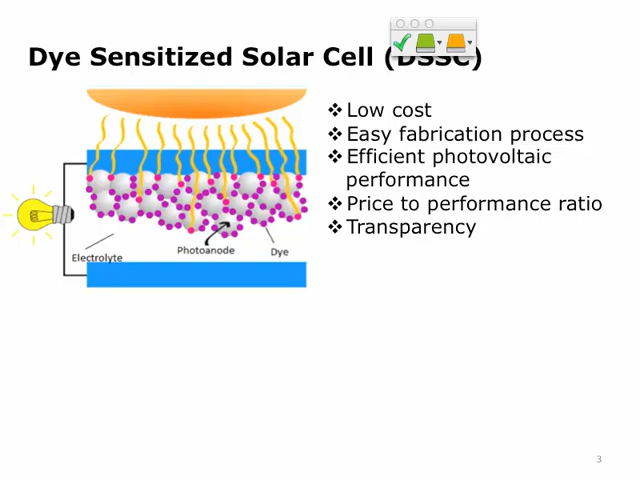 Dye Sensitized Solar Cell (DSSC)
❖Low cost
❖Easy fabrication process
❖Efficient photovoltaic
performance
❖Price to performance ratio
❖Transparency
Electrolyte
Photoanode
Dye
3